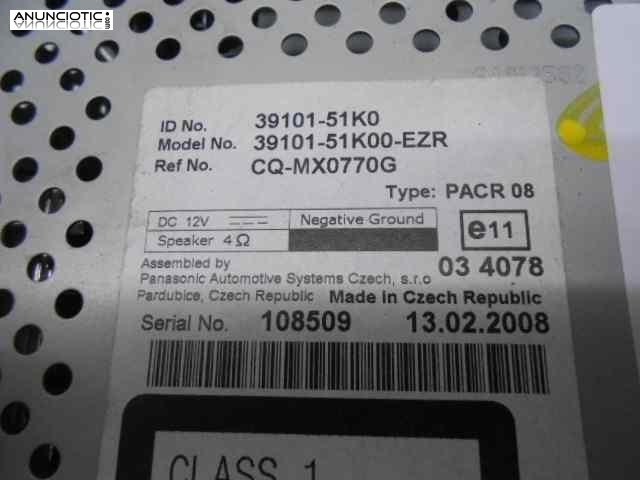 ANUNCIOTIC
ID No. 39101-51K0
Model No. 39101-51K00-EZR
Ref No. CQ-MX0770G
Type: PACR 08
DC 12V Negative Ground
Speaker 4Ω
e11
Assembled by
03 4078
Panasonic Automotive Systems Czech, s.r.o
Pardubice, Czech Republic Made in Czech Republic
Serial No. 108509 13.02.2008
CLASS 1